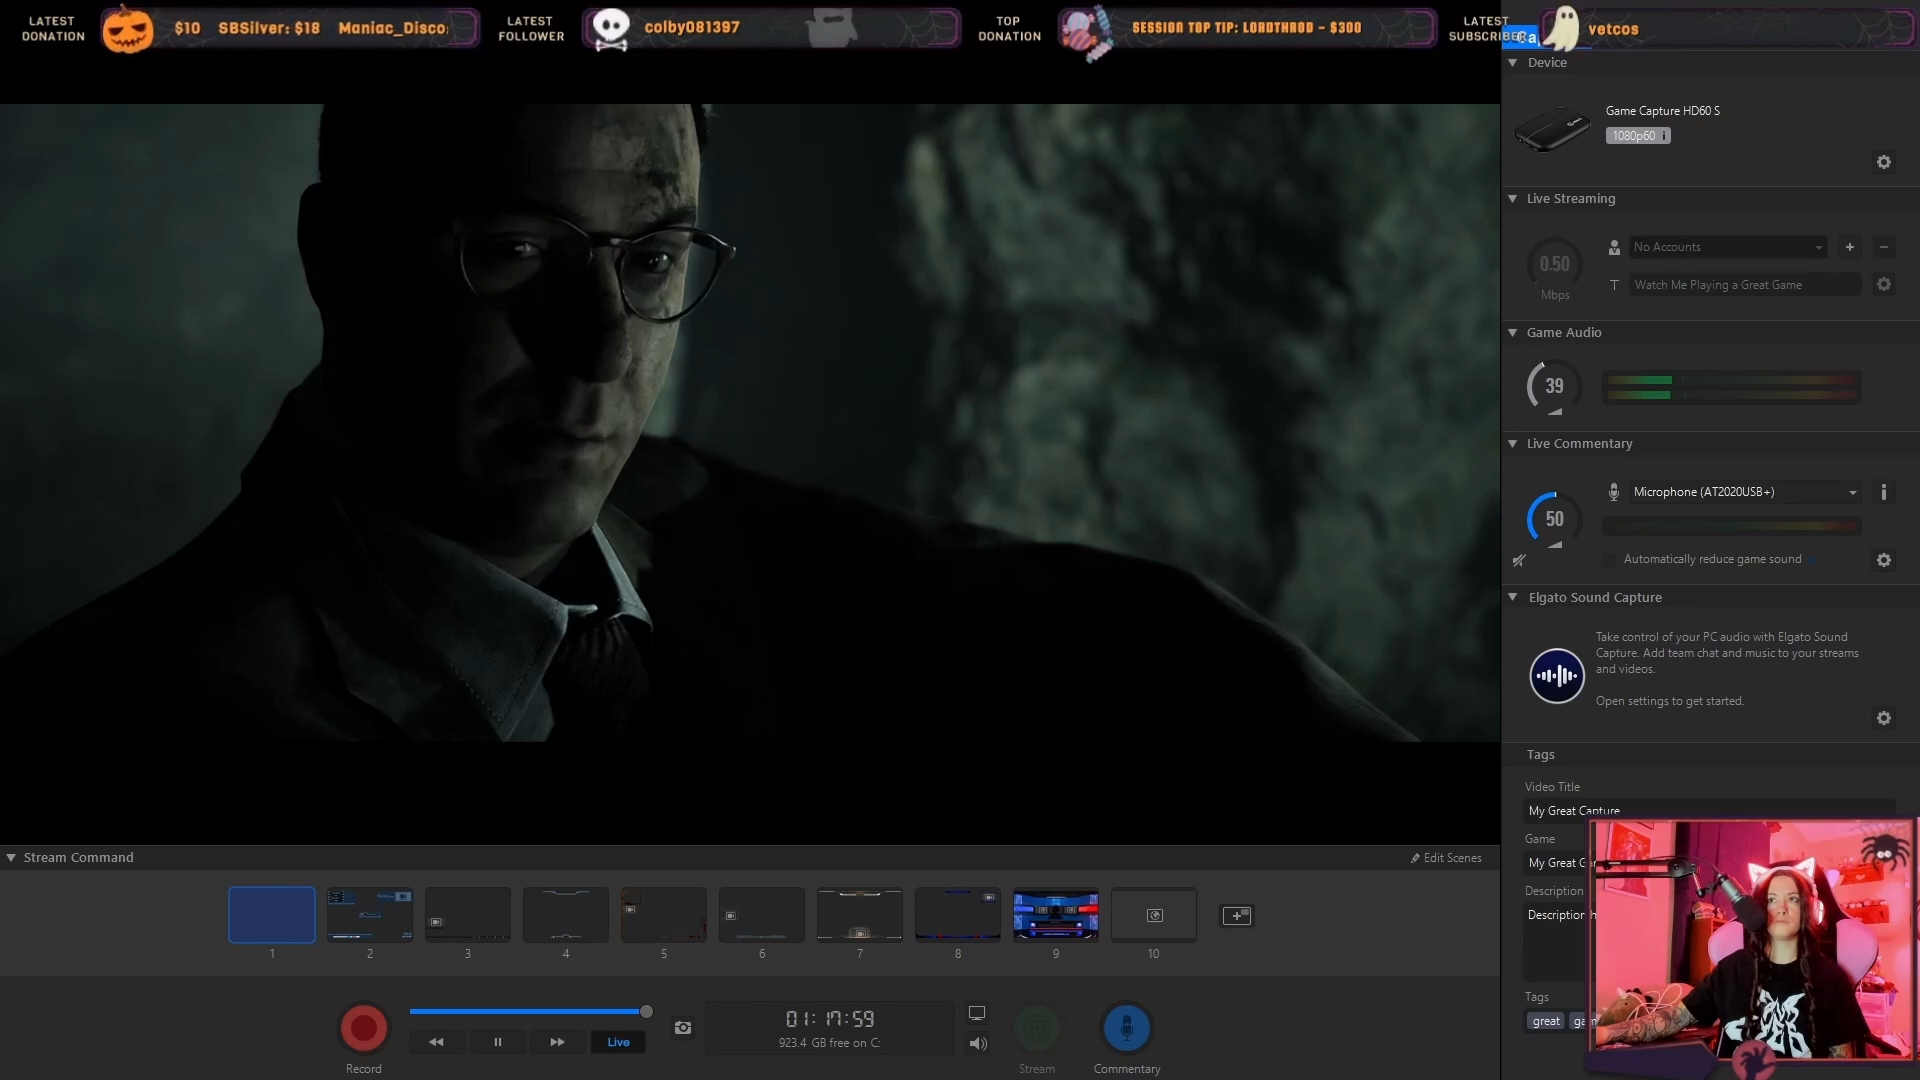 LATEST
DONATION
$10 SBSilver: $18 Maniac_Disco
LATEST
FOLLOWER
colby081397
TOP
DONATION
SESSION TOP TIP: LORDTHROD - $300
LATEST
SUBSCRIBER
vetcos
Device
Game Capture HD60 S
1080p60 i
Live Streaming
0.50
Mbps
No Accounts
T Watch Me Playing a Great Game
Game Audio
39
Live Commentary
50
Microphone (AT2020USB+)
Automatically reduce game sound
Elgato Sound Capture
Take control of your PC audio with Elgato Sound
Capture. Add team chat and music to your streams
and videos.
Open settings to get started.
Tags
Video Title
My Great Capture
Game
My Great
Description
Description
Tags
great
Stream Command
Edit Scenes
1 2 3 4 5 6 7 8 9 10
Record
Live
01:17:59
923.4 GB free on C:
Stream
Commentary